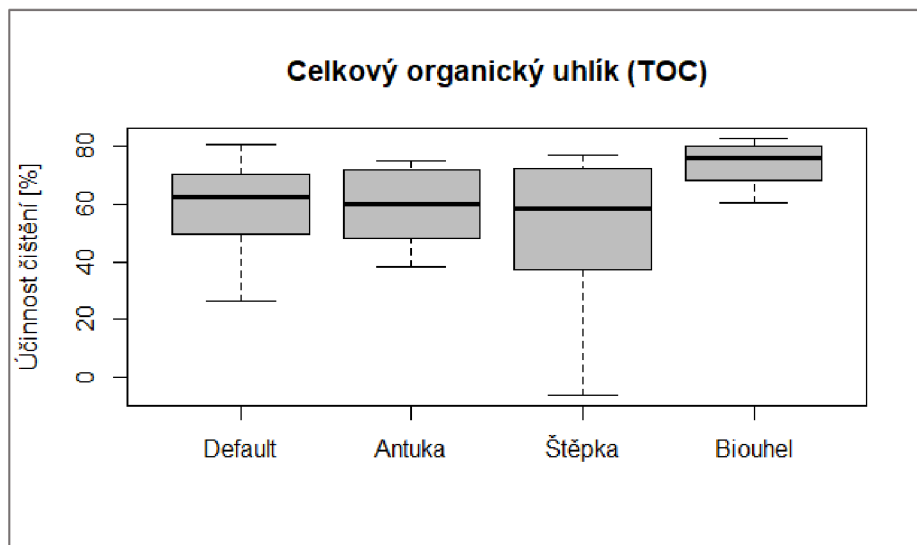 Celkový organický uhlík (TOC)
Účinnost čištění [%]
80
60
40
20
0
Default Antuka Štěpka Biouhel